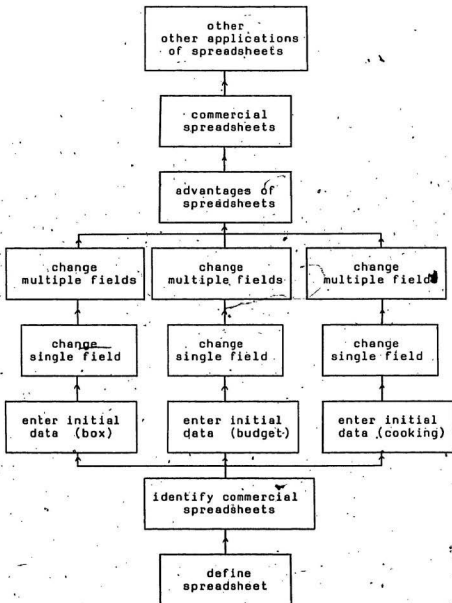 other
other applications
of spreadsheets
commercial
spreadsheets
advantages of
spreadsheets
change
multiple fields
change
multiple fields
change
multiple field
change
single field
change
single field
change
single field
enter initial
data (box)
enter initial
data (budget)
enter initial
data (cooking)
identify commercial
spreadsheets
define
spreadsheet